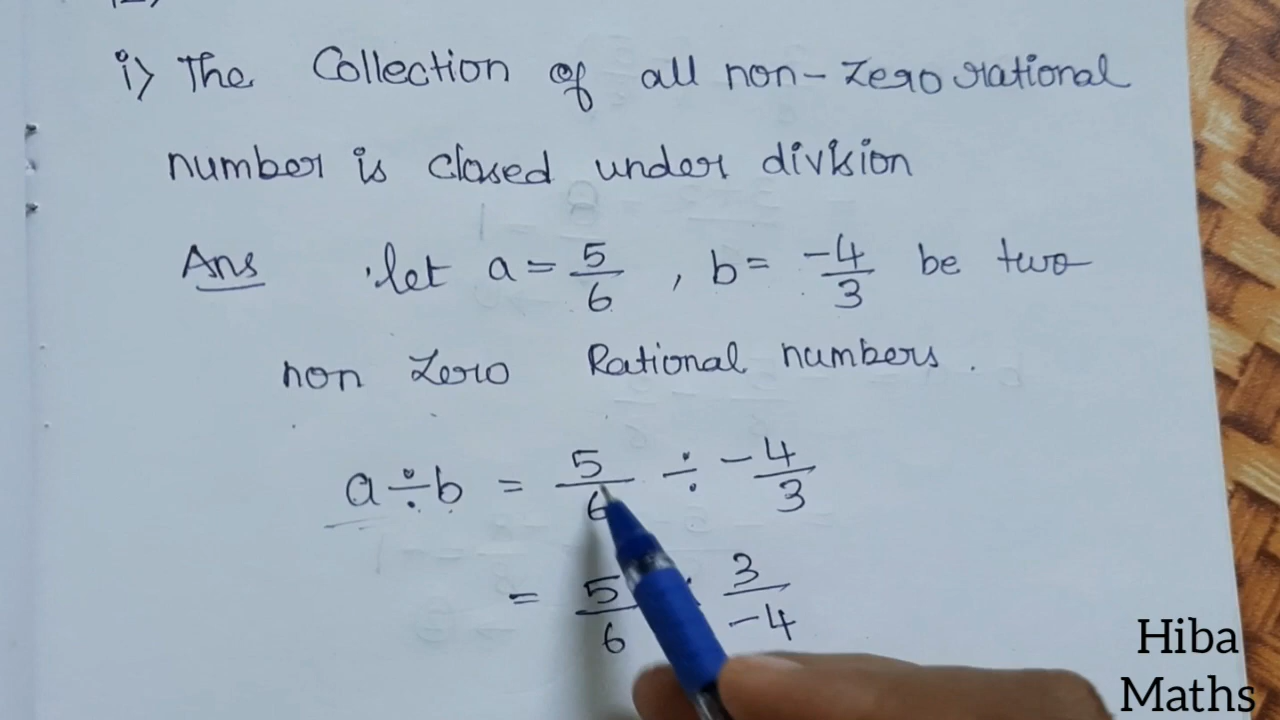 i) The Collection of all non-zero rational
number is closed under division
Ans let a = 5/6 , b = -4/3 be two
non Zero Rational numbers.
a ÷ b = 5/6 ÷ -4/3
= 5/6 3/-4
Hiba
Maths